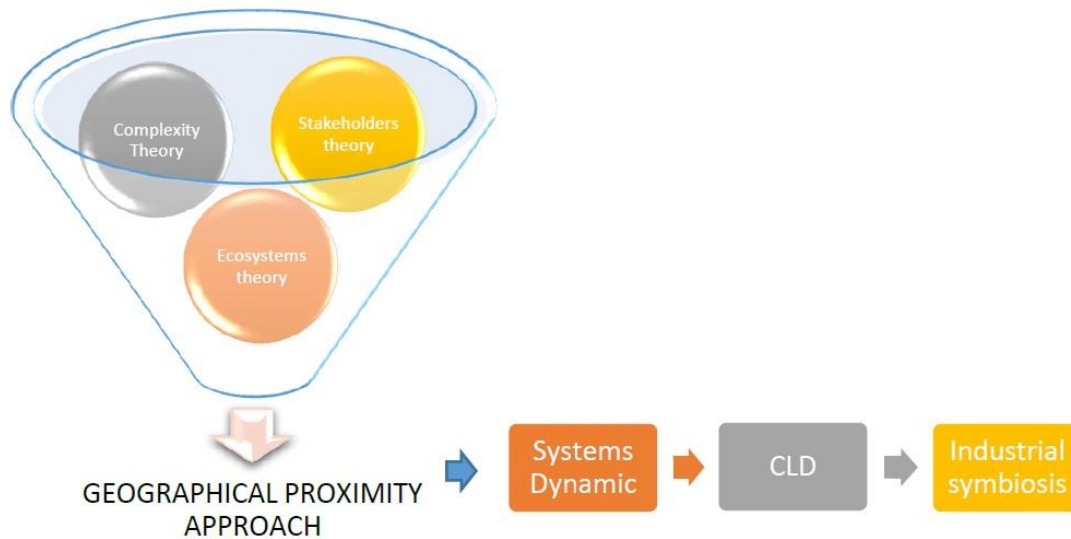 Complexity
Theory
Stakeholders
theory
Ecosystems
theory
GEOGRAPHICAL PROXIMITY
APPROACH
Systems
Dynamic
CLD
Industrial
symbiosis